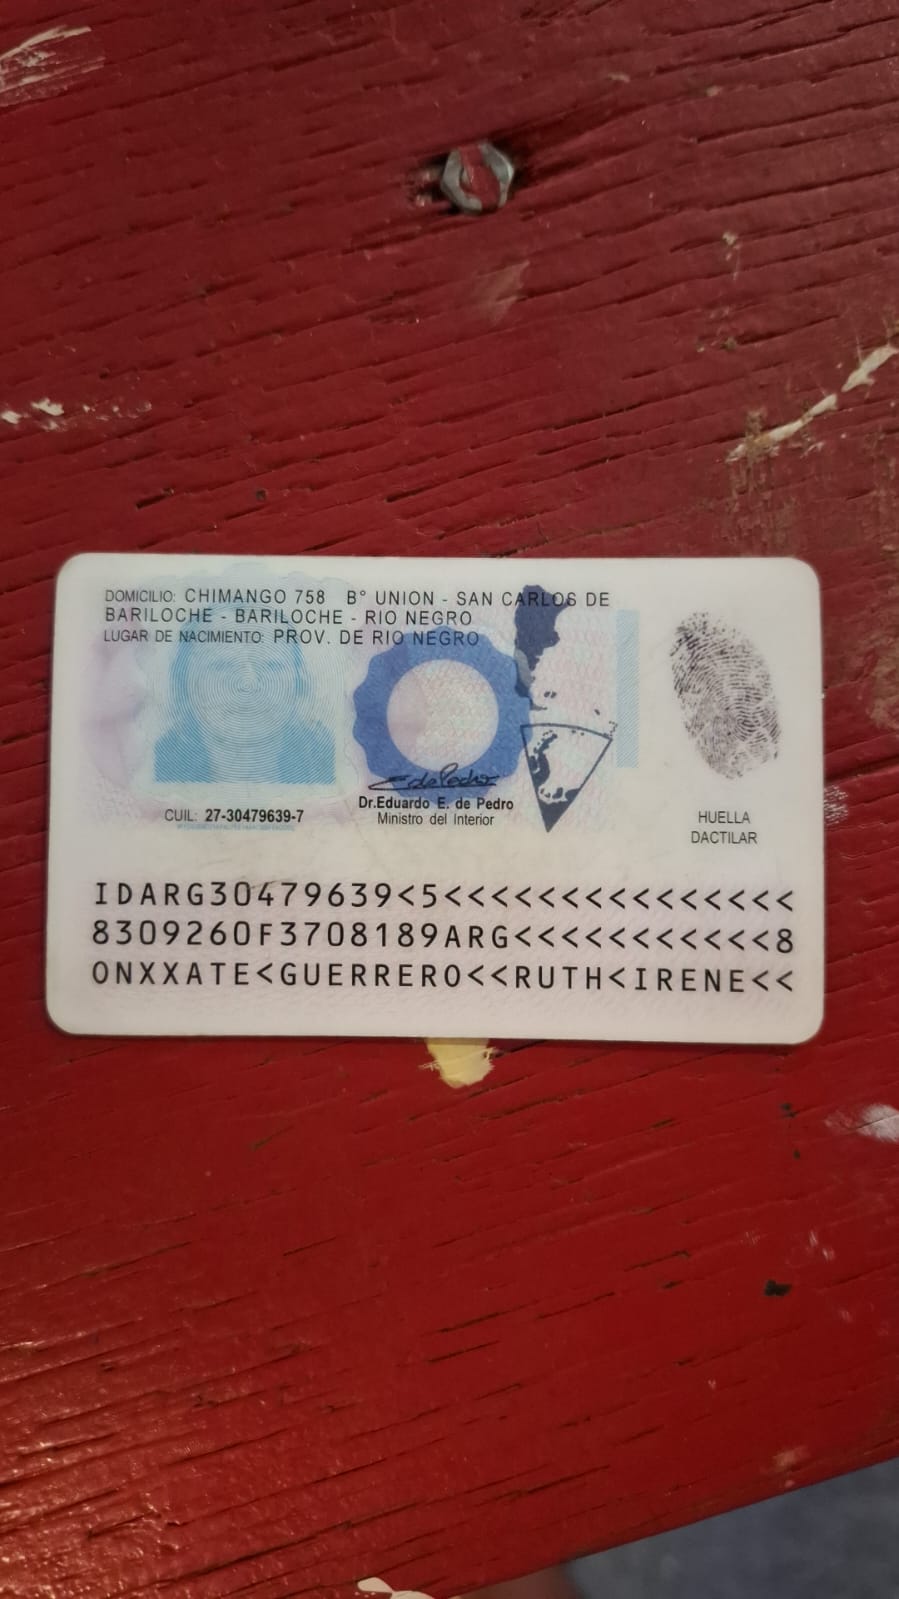 DOMICILIO: CHIMANGO 758 B° UNION - SAN CARLOS DE
BARILOCHE - BARILOCHE - RIO NEGRO
LUGAR DE NACIMIENTO: PROV. DE RIO NEGRO
CUIL: 27-30479639-7
Dr.Eduardo E. de Pedro
Ministro del Interior
HUELLA
DACTILAR
IDARG30479639<5<<<<<<<<<<<<<<<
8309260F3708189ARG<<<<<<<<<<<8
ONXXATE<GUERRERO<<RUTH<IRENE<<